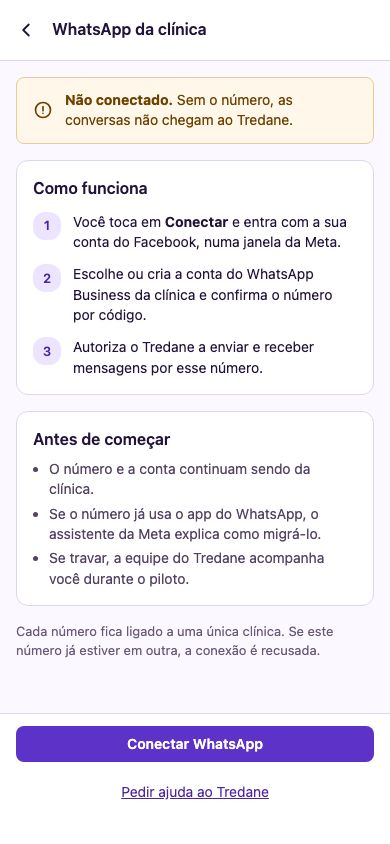 WhatsApp da clínica
Não conectado. Sem o número, as
conversas não chegam ao Tredane.
Como funciona
1 Você toca em Conectar e entra com a sua
conta do Facebook, numa janela da Meta.
2 Escolhe ou cria a conta do WhatsApp
Business da clínica e confirma o número
por código.
3 Autoriza o Tredane a enviar e receber
mensagens por esse número.
Antes de começar
• O número e a conta continuam sendo da
clínica.
• Se o número já usa o app do WhatsApp, o
assistente da Meta explica como migrá-lo.
• Se travar, a equipe do Tredane acompanha
você durante o piloto.
Cada número fica ligado a uma única clínica. Se este
número já estiver em outra, a conexão é recusada.
Conectar WhatsApp
Pedir ajuda ao Tredane